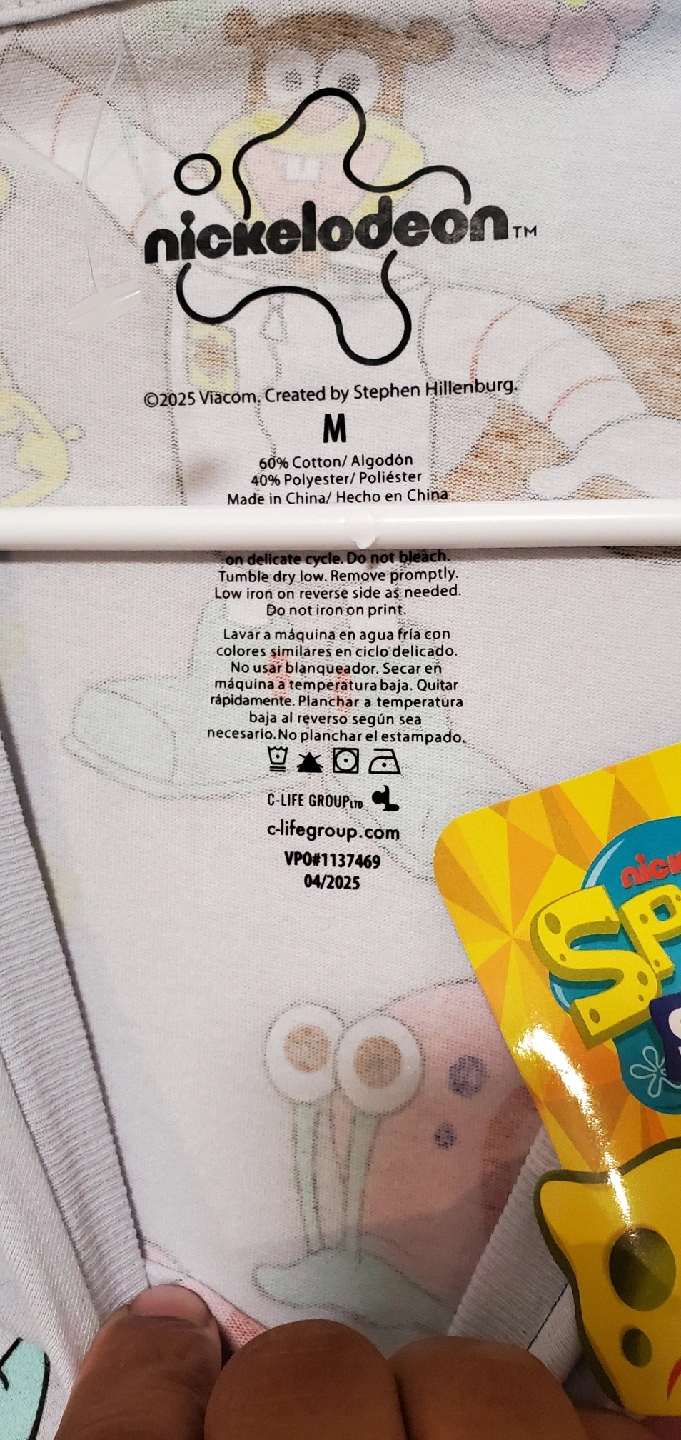 nickelodeon™
©2025 Viacom. Created by Stephen Hillenburg.
M
60% Cotton/ Algodón
40% Polyester/ Poliéster
Made in China/ Hecho en China
on delicate cycle. Do not bleach.
Tumble dry low. Remove promptly.
Low iron on reverse side as needed.
Do not iron on print.
Lavar a máquina en agua fría con
colores similares en ciclo delicado.
No usar blanqueador. Secar en
máquina a temperatura baja. Quitar
rápidamente. Planchar a temperatura
baja al reverso según sea
necesario.No planchar el estampado.
C-LIFE GROUP LTD
c-lifegroup.com
VPO#1137469
04/2025
nick
SP
S